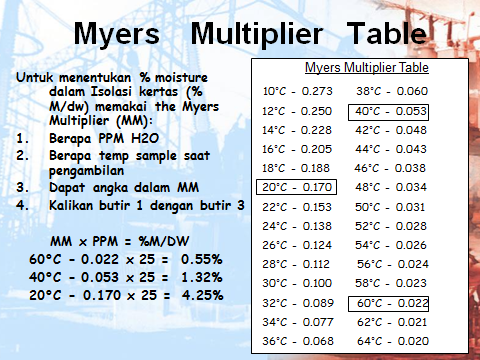 Myers Multiplier Table
Untuk menentukan % moisture
dalam Isolasi kertas (%
M/dw) memakai the Myers
Multiplier (MM):
1. Berapa PPM H2O
2. Berapa temp sample saat
pengambilan
3. Dapat angka dalam MM
4. Kalikan butir 1 dengan butir 3
MM x PPM = %M/DW
60°C - 0.022 x 25 = 0.55%
40°C - 0.053 x 25 = 1.32%
20°C - 0.170 x 25 = 4.25%
Myers Multiplier Table
10°C - 0.273 38°C - 0.060
12°C - 0.250 40°C - 0.053
14°C - 0.228 42°C - 0.048
16°C - 0.205 44°C - 0.043
18°C - 0.188 46°C - 0.038
20°C - 0.170 48°C - 0.034
22°C - 0.153 50°C - 0.031
24°C - 0.138 52°C - 0.028
26°C - 0.124 54°C - 0.026
28°C - 0.112 56°C - 0.024
30°C - 0.100 58°C - 0.023
32°C - 0.089 60°C - 0.022
34°C - 0.077 62°C - 0.021
36°C - 0.068 64°C - 0.020